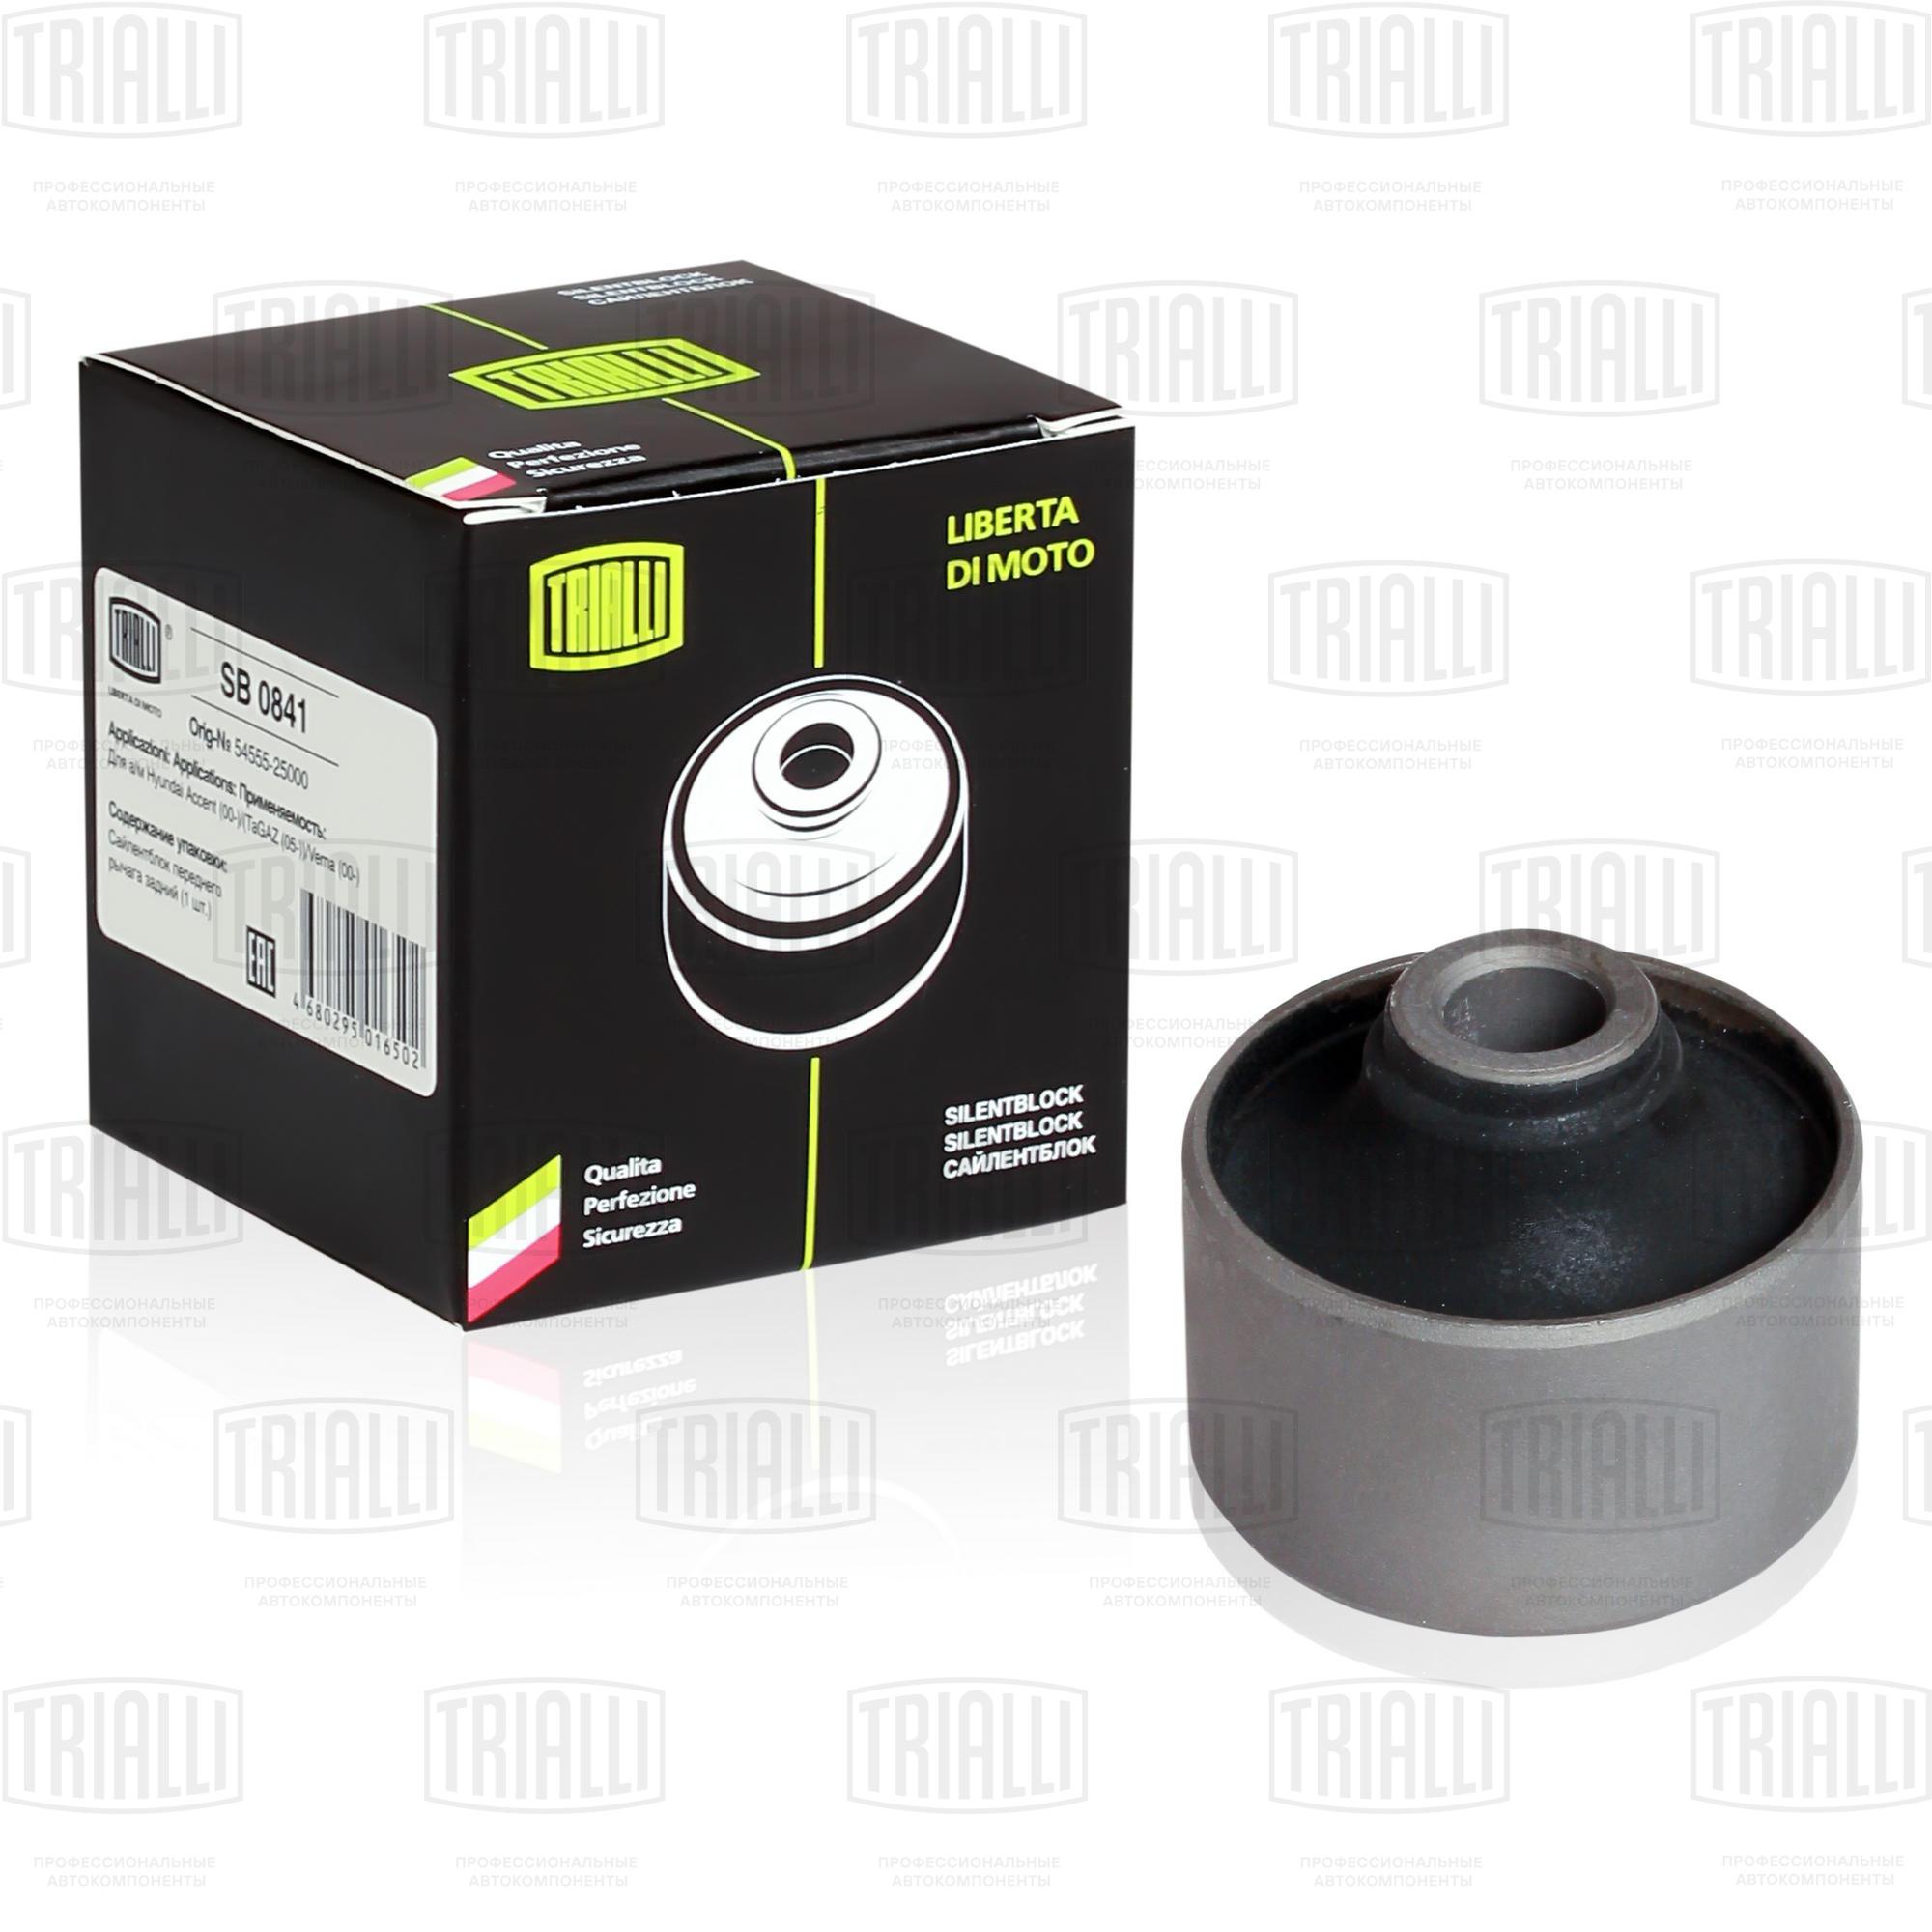 SILENTBLOCK
SILENTBLOCK
САЙЛЕНТБЛОК
TRIALLI
Qualita
Perfezione
Sicurezza
TRIALLI
LIBERTA
DI MOTO
SILENTBLOCK
SILENTBLOCK
САЙЛЕНТБЛОК
Qualita
Perfezione
Sicurezza
TRIALLI®
LIBERTA DI MOTO
SB 0841
Orig-№ 54555-25000
Applicazioni: Applications: Применяемость:
Для а/м Hyundai Accent (00-)/(TaGAZ (05-))/Verna (00-)
Содержание упаковки:
Сайлентблок переднего
рычага задний (1 шт.)
EAC
4 680295 016502
TRIALLI
ПРОФЕССИОНАЛЬНЫЕ
АВТОКОМПОНЕНТЫ